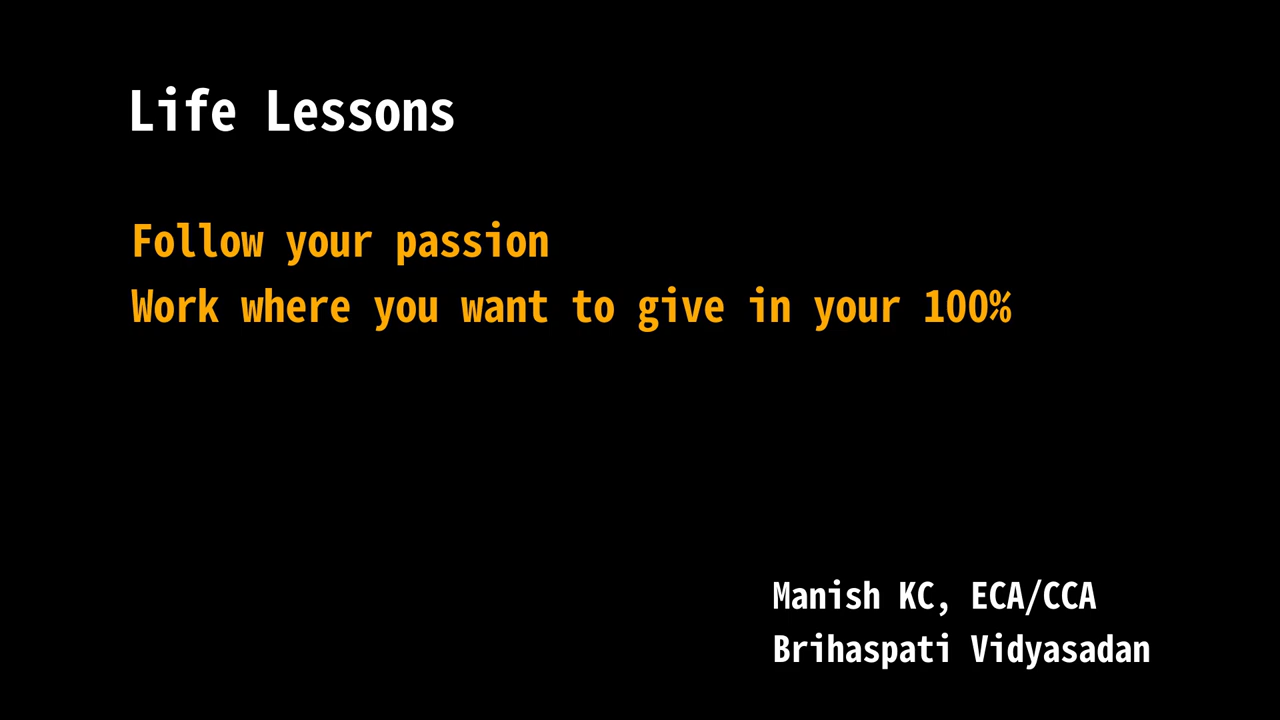 Life Lessons
Follow your passion
Work where you want to give in your 100%
Manish KC, ECA/CCA
Brihaspati Vidyasadan